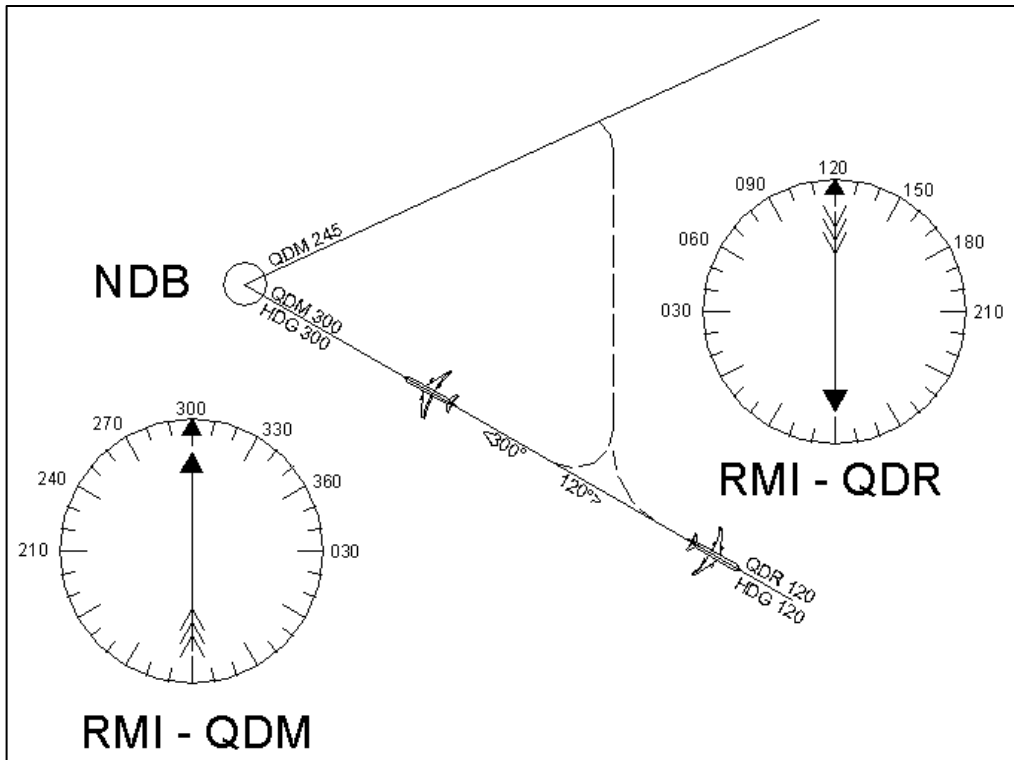 NDB
QDM 245
QDM 300
HDG 300
<300°
120°>
QDR 120
HDG 120
120
090
150
060
180
030
210
RMI - QDR
300
270
330
240
360
210
030
RMI - QDM